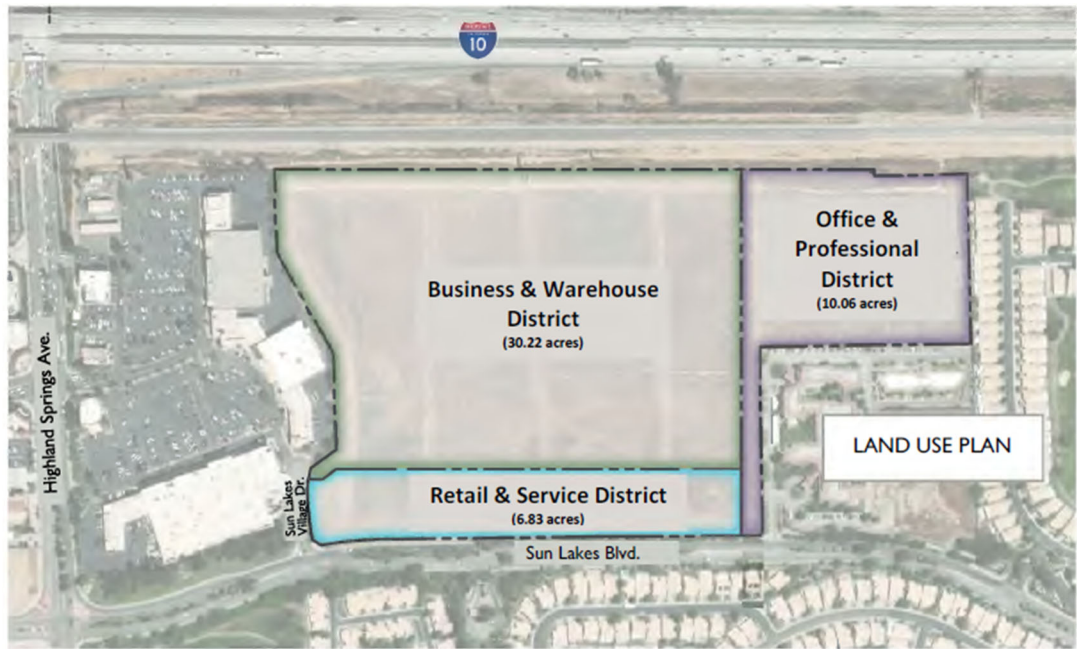 INTERSTATE
10
Highland Springs Ave.
Business & Warehouse
District
(30.22 acres)
Office &
Professional
District
(10.06 acres)
LAND USE PLAN
Retail & Service District
(6.83 acres)
Sun Lakes
Village Dr.
Sun Lakes Blvd.